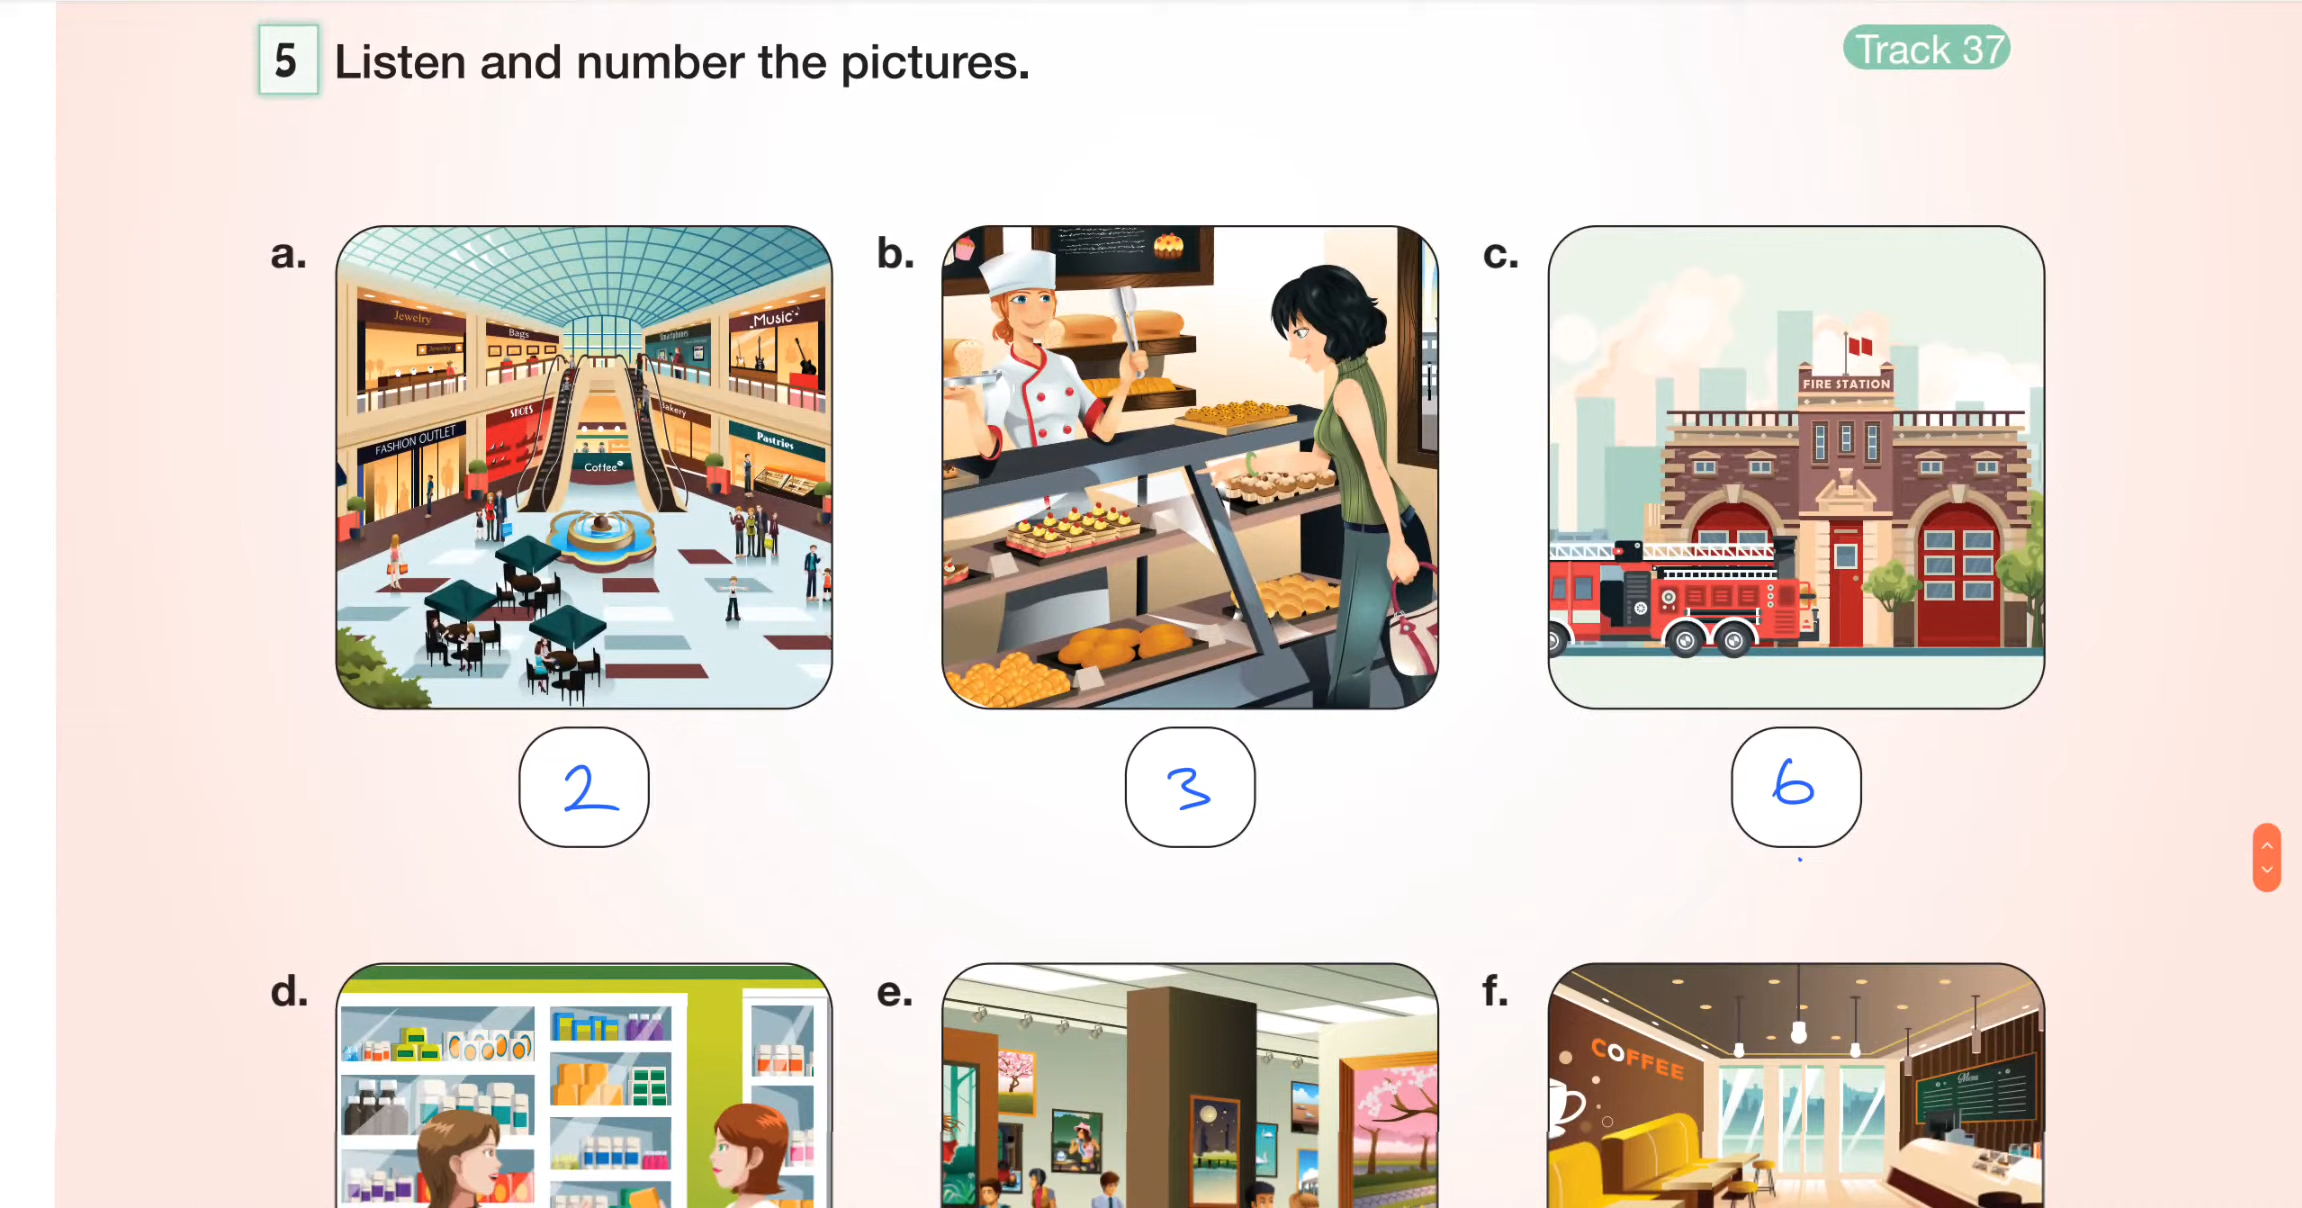 5 Listen and number the pictures.
Track 37
a.
b.
c.
Jewelry
Bags
Music
SHOES
Bakery
FASHION OUTLET
Pastries
Coffee
FIRE STATION
2
3
6
d.
e.
f.
COFFEE
Menu